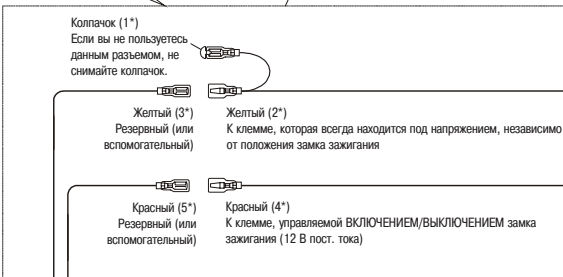 Колпачок (1*)
Если вы не пользуетесь
данным разъемом, не
снимайте колпачок.
Желтый (3*)
Резервный (или
вспомогательный)
Желтый (2*)
К клемме, которая всегда находится под напряжением, независимо
от положения замка зажигания
Красный (5*)
Резервный (или
вспомогательный)
Красный (4*)
К клемме, управляемой ВКЛЮЧЕНИЕМ/ВЫКЛЮЧЕНИЕМ замка
зажигания (12 В пост. тока)